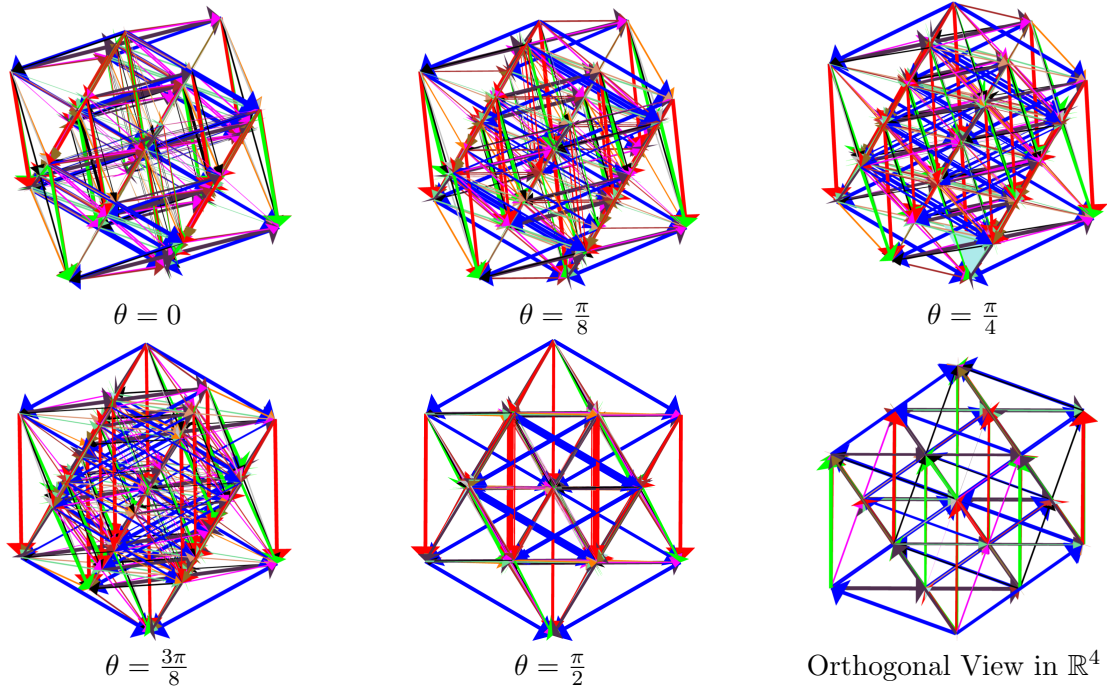 θ = 0
θ = π/8
θ = π/4
θ = 3π/8
θ = π/2
Orthogonal View in ℝ⁴